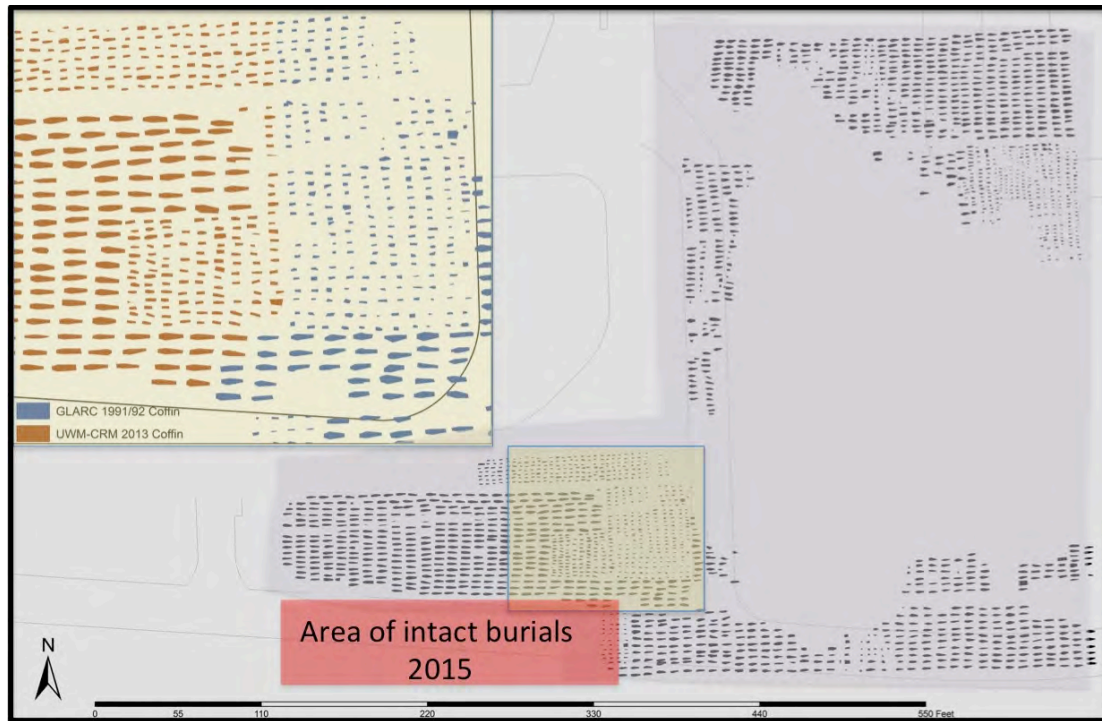 GLARC 1991/92 Coffin
UWM-CRM 2013 Coffin
Area of intact burials
2015
N
0 55 110 220 330 440 550 Feet